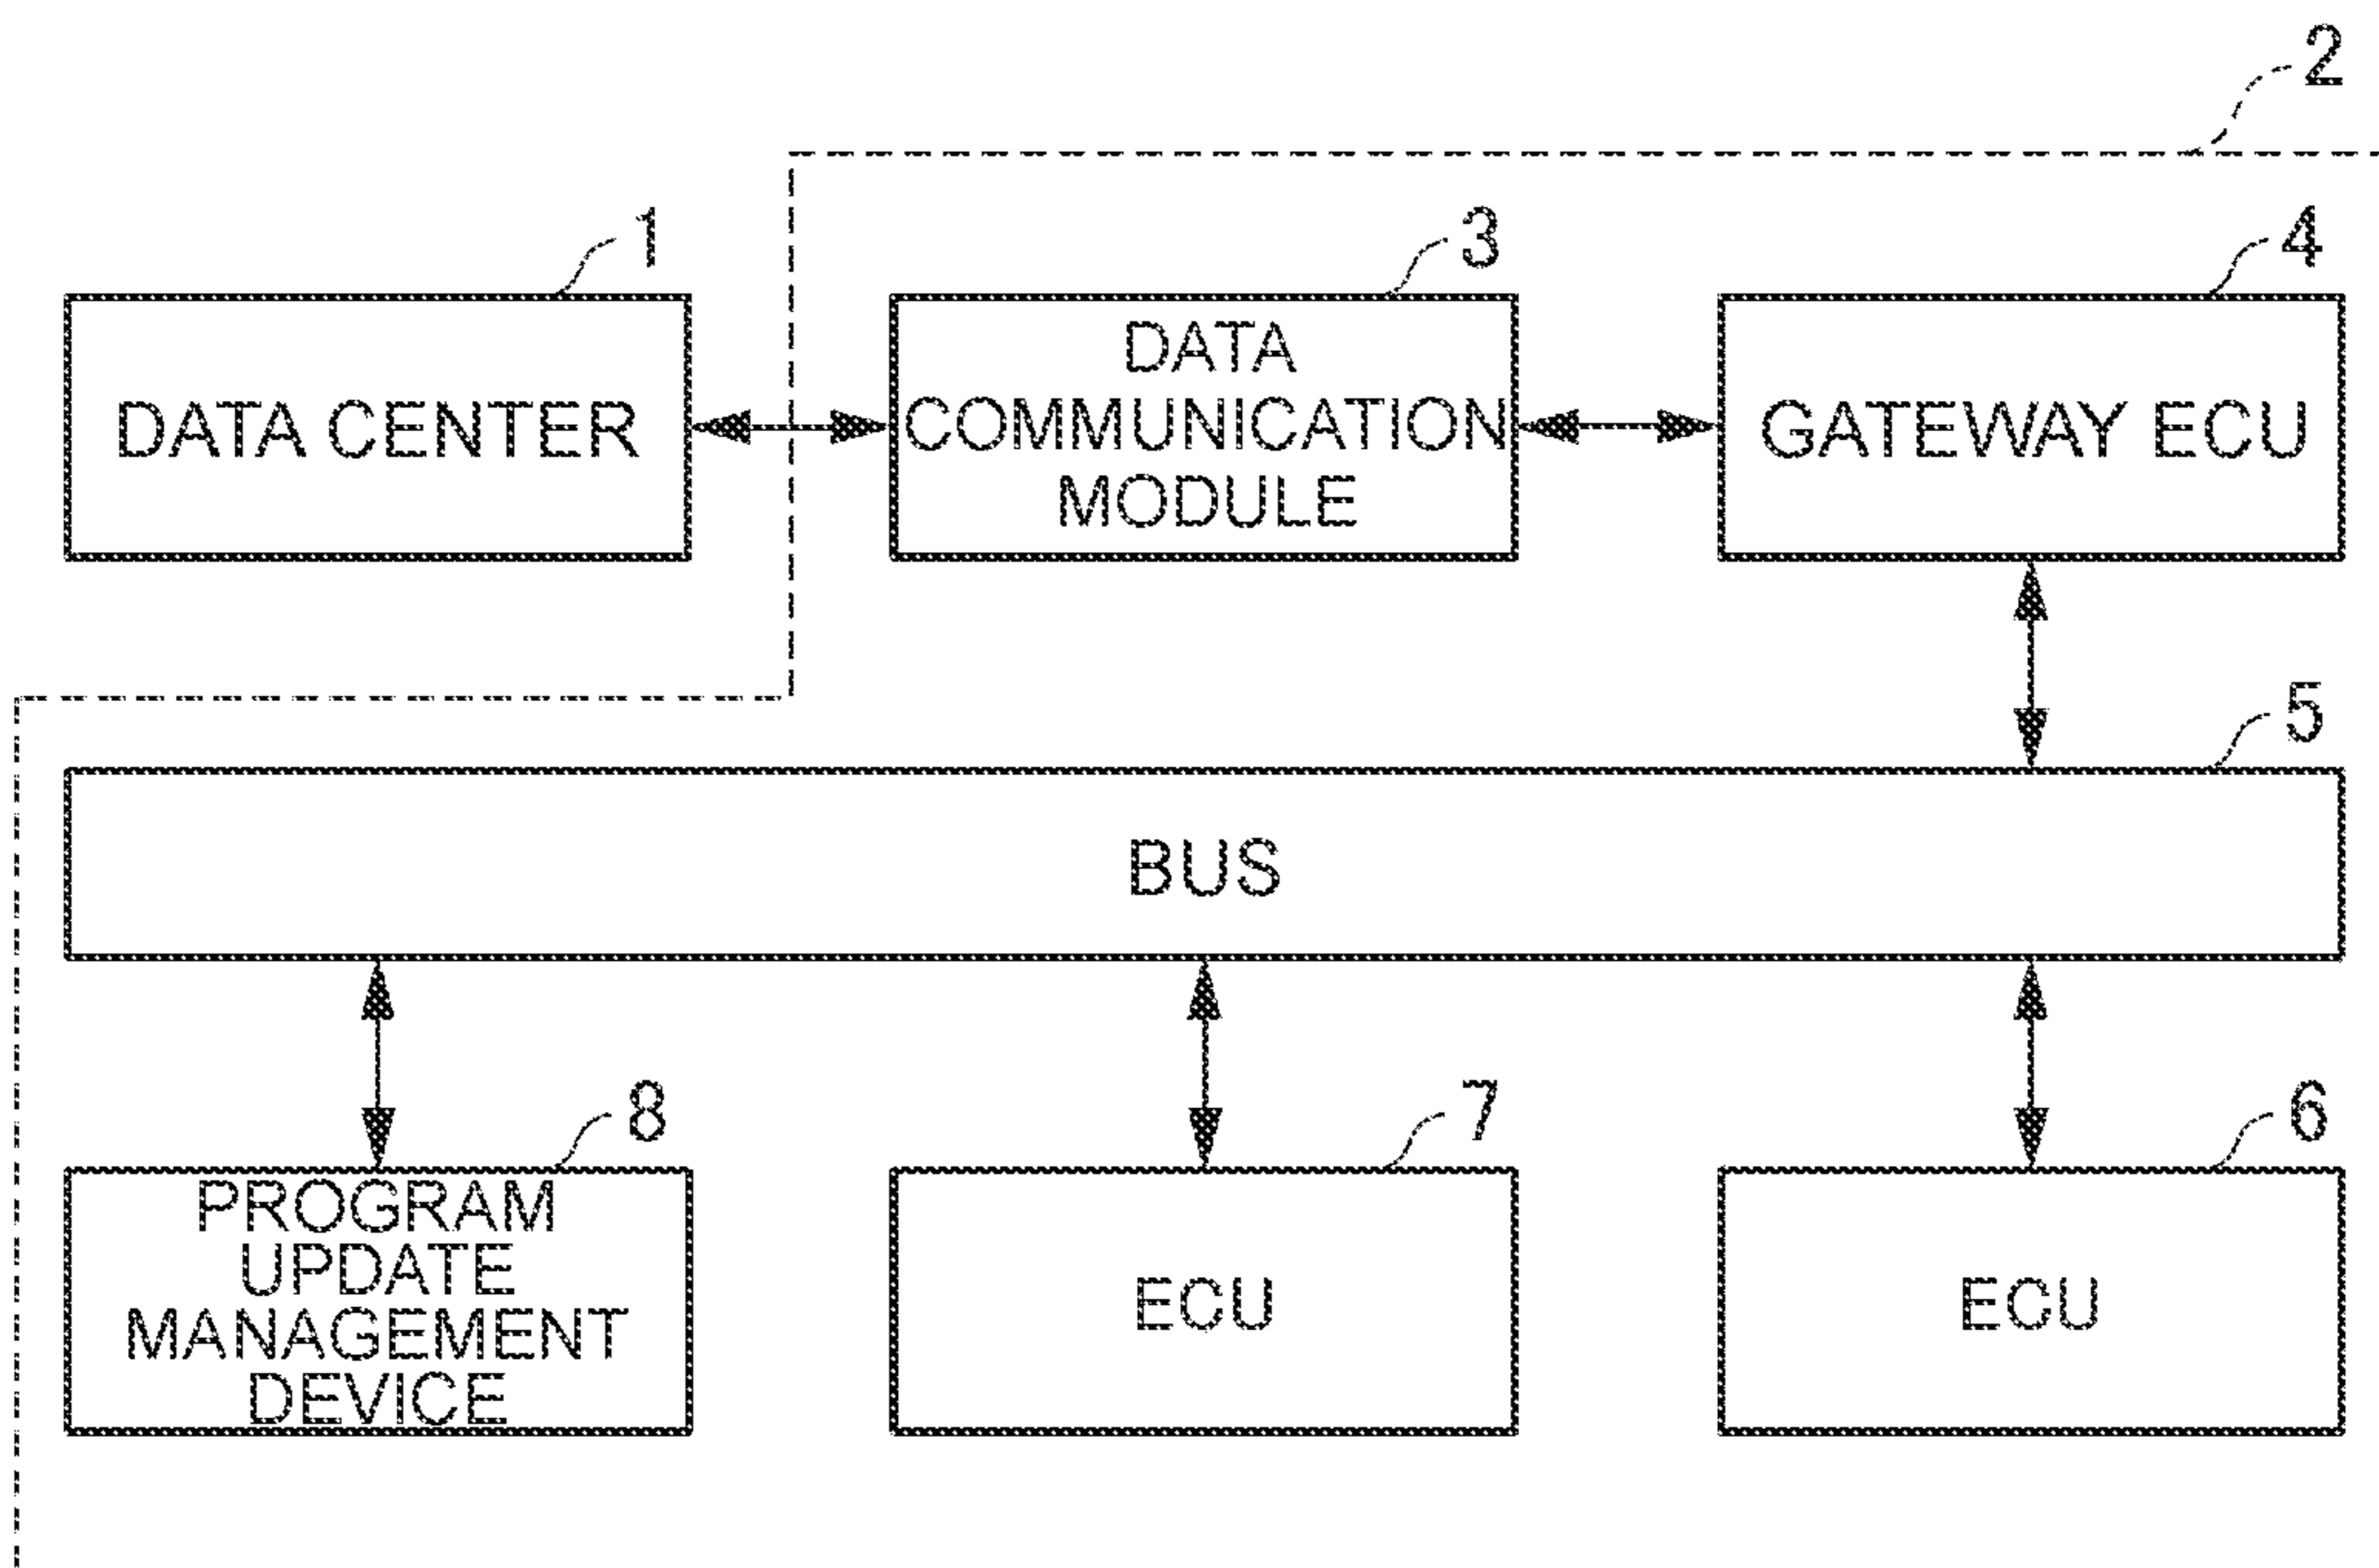 2
1
3
4
DATA CENTER
DATA
COMMUNICATION
MODULE
GATEWAY ECU
5
BUS
8
7
6
PROGRAM
UPDATE
MANAGEMENT
DEVICE
ECU
ECU